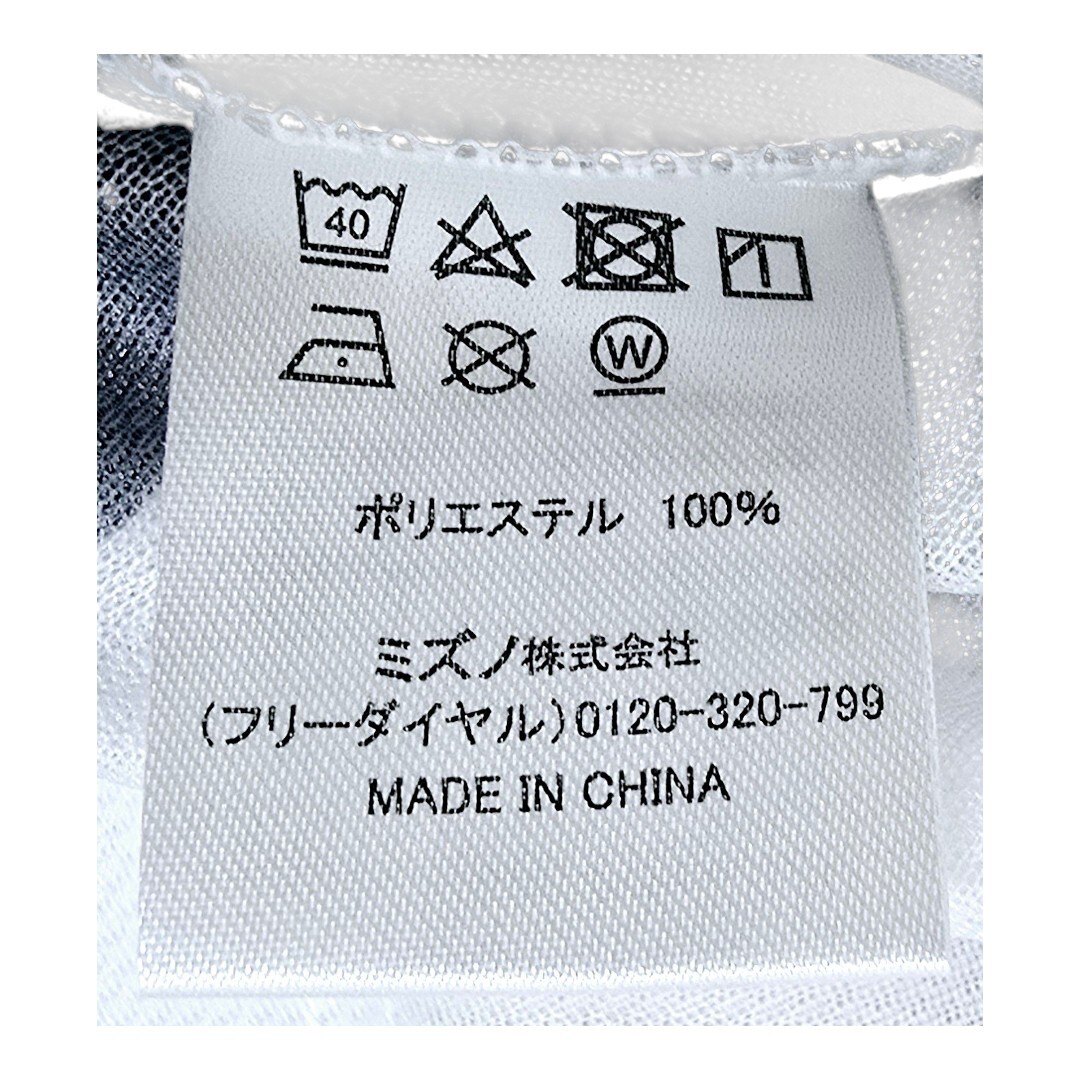 40
W
ポリエステル 100%
ミズノ株式会社
(フリーダイヤル)0120-320-799
MADE IN CHINA